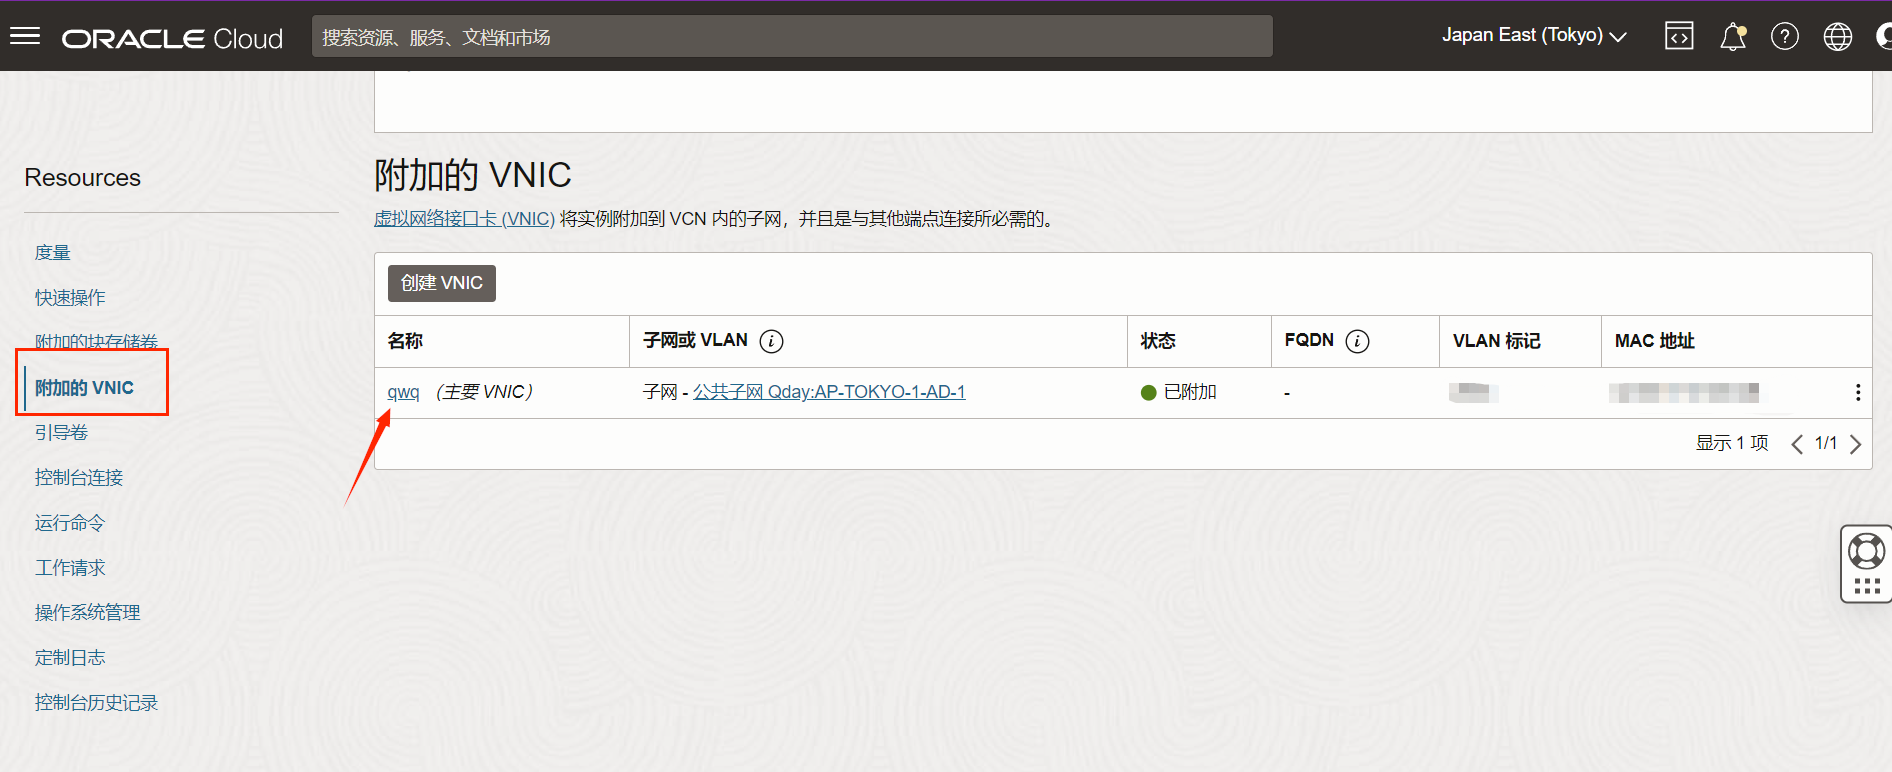 ORACLE Cloud
搜索资源、服务、文档和市场
Japan East (Tokyo)
Resources
度量
快速操作
附加的块存储卷
附加的 VNIC
引导卷
控制台连接
运行命令
工作请求
操作系统管理
定制日志
控制台历史记录
附加的 VNIC
虚拟网络接口卡 (VNIC) 将实例附加到 VCN 内的子网，并且是与其他端点连接所必需的。
创建 VNIC
名称 子网或 VLAN 状态 FQDN VLAN 标记 MAC 地址
qwq （主要 VNIC） 子网 - 公共子网 Qday:AP-TOKYO-1-AD-1 已附加 -
显示 1 项 1/1